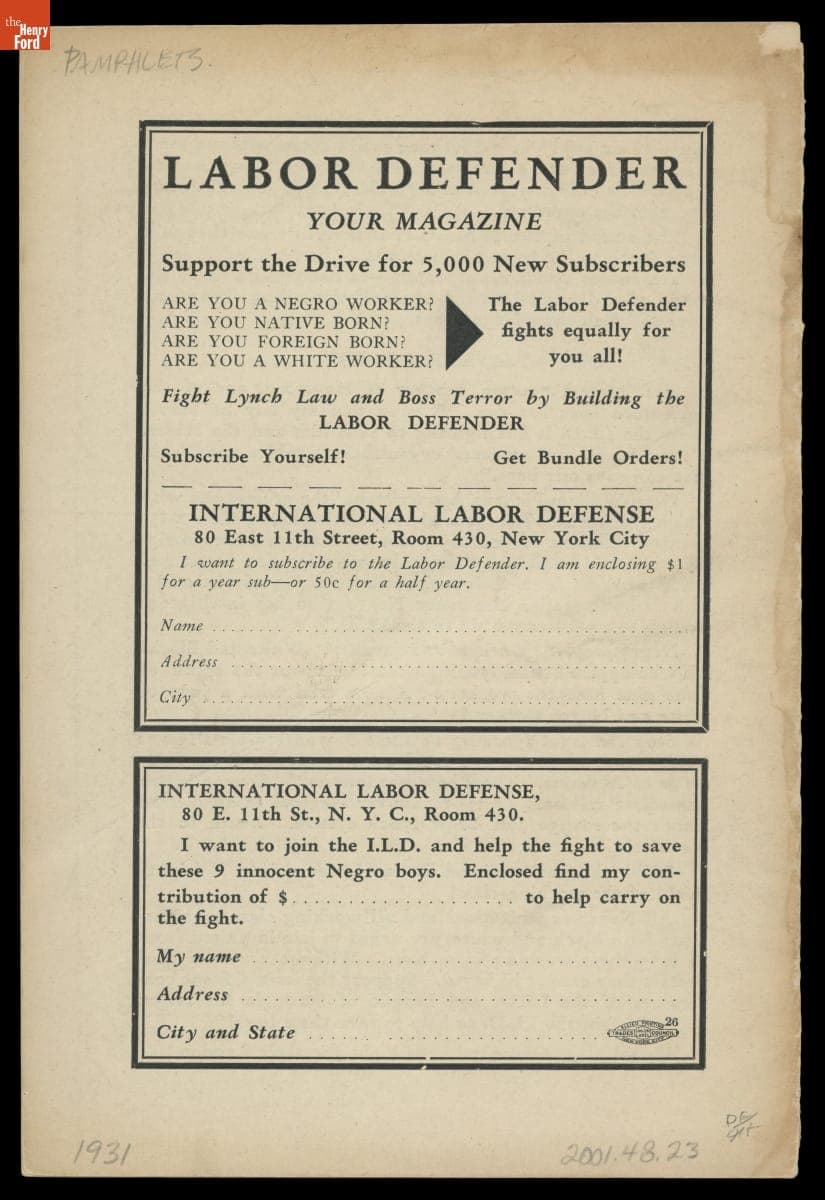 the
Henry
Ford
PAMPHLETS.
LABOR DEFENDER
YOUR MAGAZINE
Support the Drive for 5,000 New Subscribers
ARE YOU A NEGRO WORKER?
ARE YOU NATIVE BORN?
ARE YOU FOREIGN BORN?
ARE YOU A WHITE WORKER?
The Labor Defender
fights equally for
you all!
Fight Lynch Law and Boss Terror by Building the
LABOR DEFENDER
Subscribe Yourself! Get Bundle Orders!
INTERNATIONAL LABOR DEFENSE
80 East 11th Street, Room 430, New York City
I want to subscribe to the Labor Defender. I am enclosing $1
for a year sub—or 50c for a half year.
Name
Address
City
INTERNATIONAL LABOR DEFENSE,
80 E. 11th St., N. Y. C., Room 430.
I want to join the I.L.D. and help the fight to save
these 9 innocent Negro boys. Enclosed find my con-
tribution of $.................... to help carry on
the fight.
My name
Address
City and State
ALLIED PRINTING
TRADES COUNCIL
NEW YORK CITY
26
1931
2001.48.23